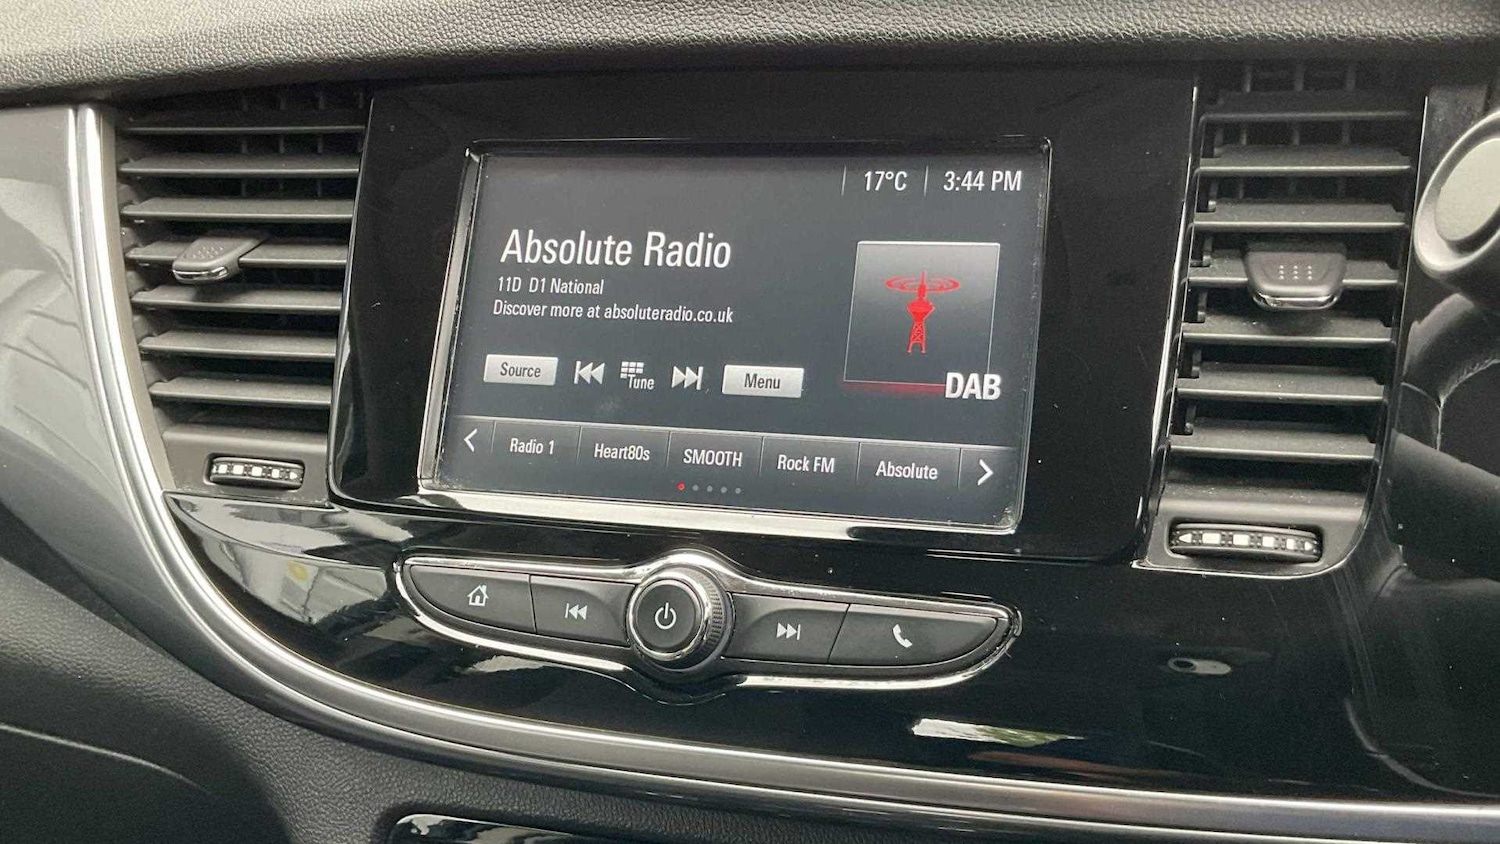 17°C 3:44 PM
Absolute Radio
11D D1 National
Discover more at absoluteradio.co.uk
DAB
Source Tune Menu
Radio 1 Heart80s SMOOTH Rock FM Absolute